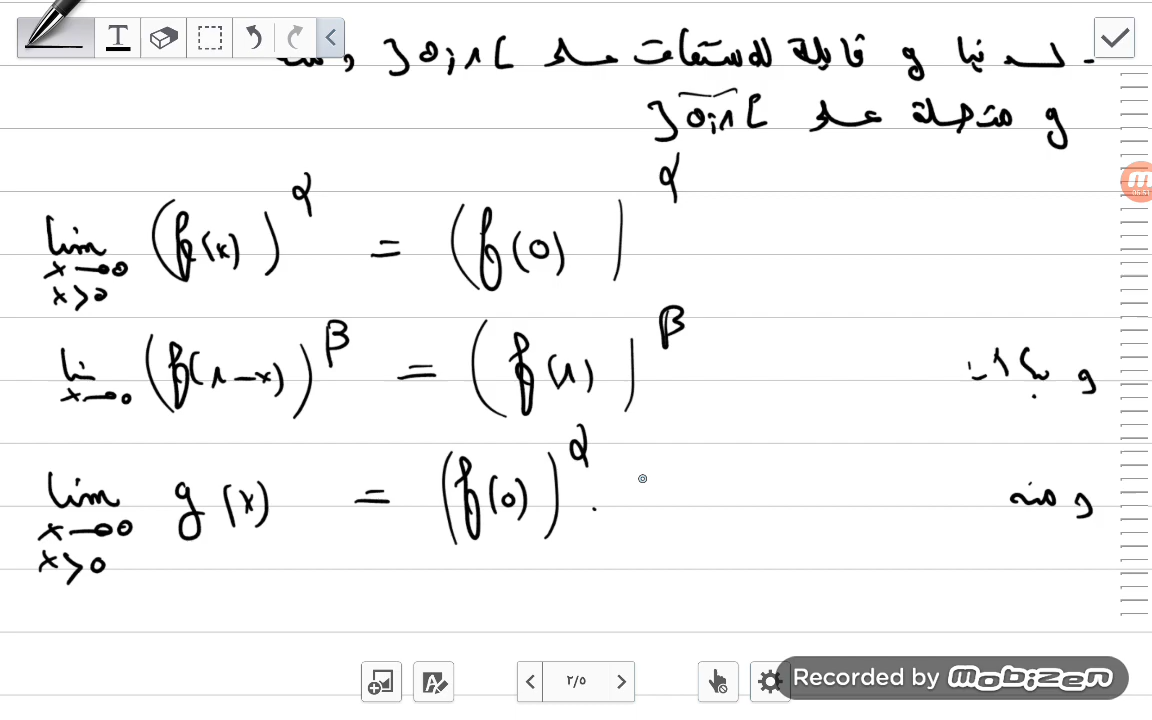 لدينا g قابلة للاشتقاق على ]0;1[ ومنه
g متصلة على ]0;1[
lim x→0 x>0 (f(x))^α = (f(0))^α
lim x→0 (f(1-x))^β = (f(1))^β و بما أن
lim x→0 x>0 g(x) = (f(0))^α . ومنه
٢/٥
Recorded by mobizen